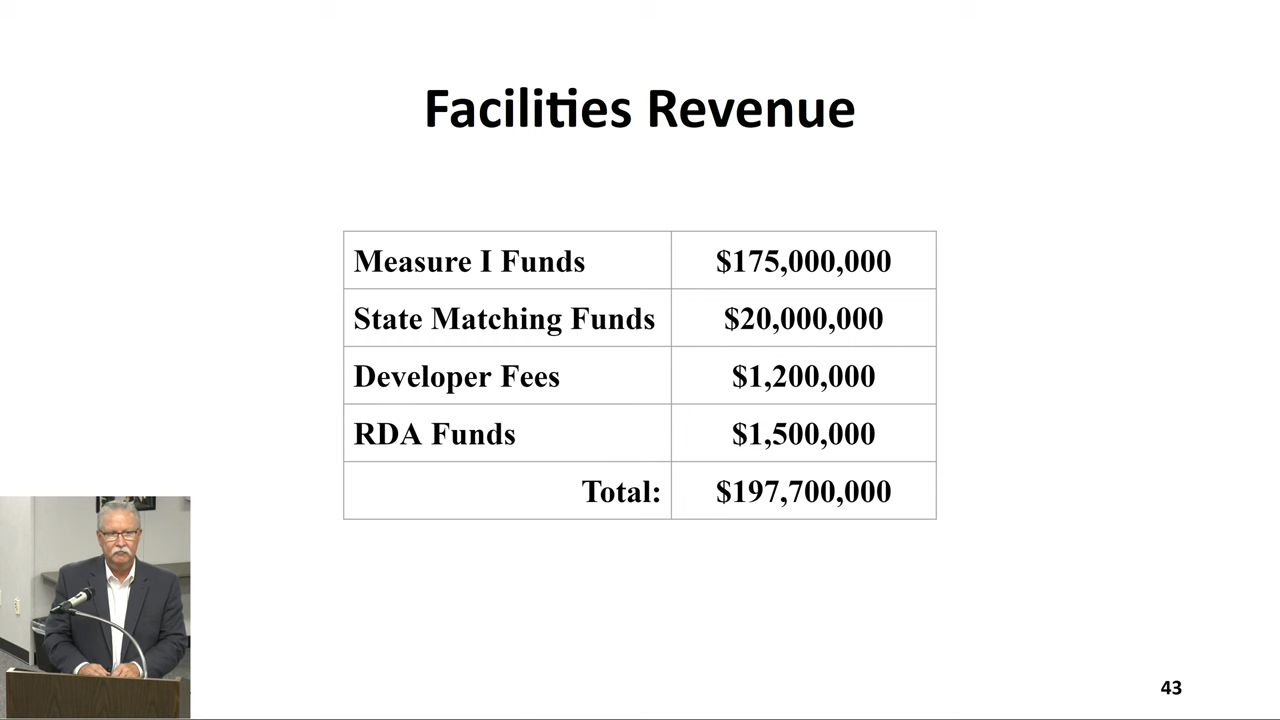 Facilities Revenue
Measure I Funds $175,000,000
State Matching Funds $20,000,000
Developer Fees $1,200,000
RDA Funds $1,500,000
Total: $197,700,000
43